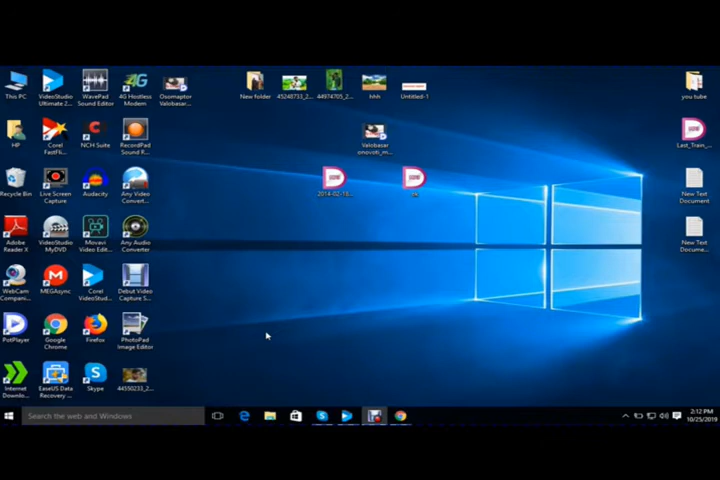 This PC
VideoStudio
Ultimate 2...
WavePad
Sound Editor
4G Hostless
Modem
Osomaptor
Valobasar...
New folder
45248733_2...
44974705_2...
hhh
Untitled-1
you tube
HP
Corel
FastFli...
NCH Suite
RecordPad
Sound R...
Valobasar
onovoti_m...
Last_Train_...
Recycle Bin
Live Screen
Capture
Audacity
Any Video
Convert...
2014-02-18...
New Text
Document
Adobe
Reader X
VideoStudio
MyDVD
Movavi
Video Edit...
Any Audio
Converter
New Text
Docume...
WebCam
Compani...
MEGAsync
Corel
VideoStud...
Debut Video
Capture S...
PotPlayer
Google
Chrome
Firefox
PhotoPad
Image Editor
Internet
Downlo...
EaseUS Data
Recovery ...
Skype
44550233_2...
Search the web and Windows
2:12 PM
10/25/2019